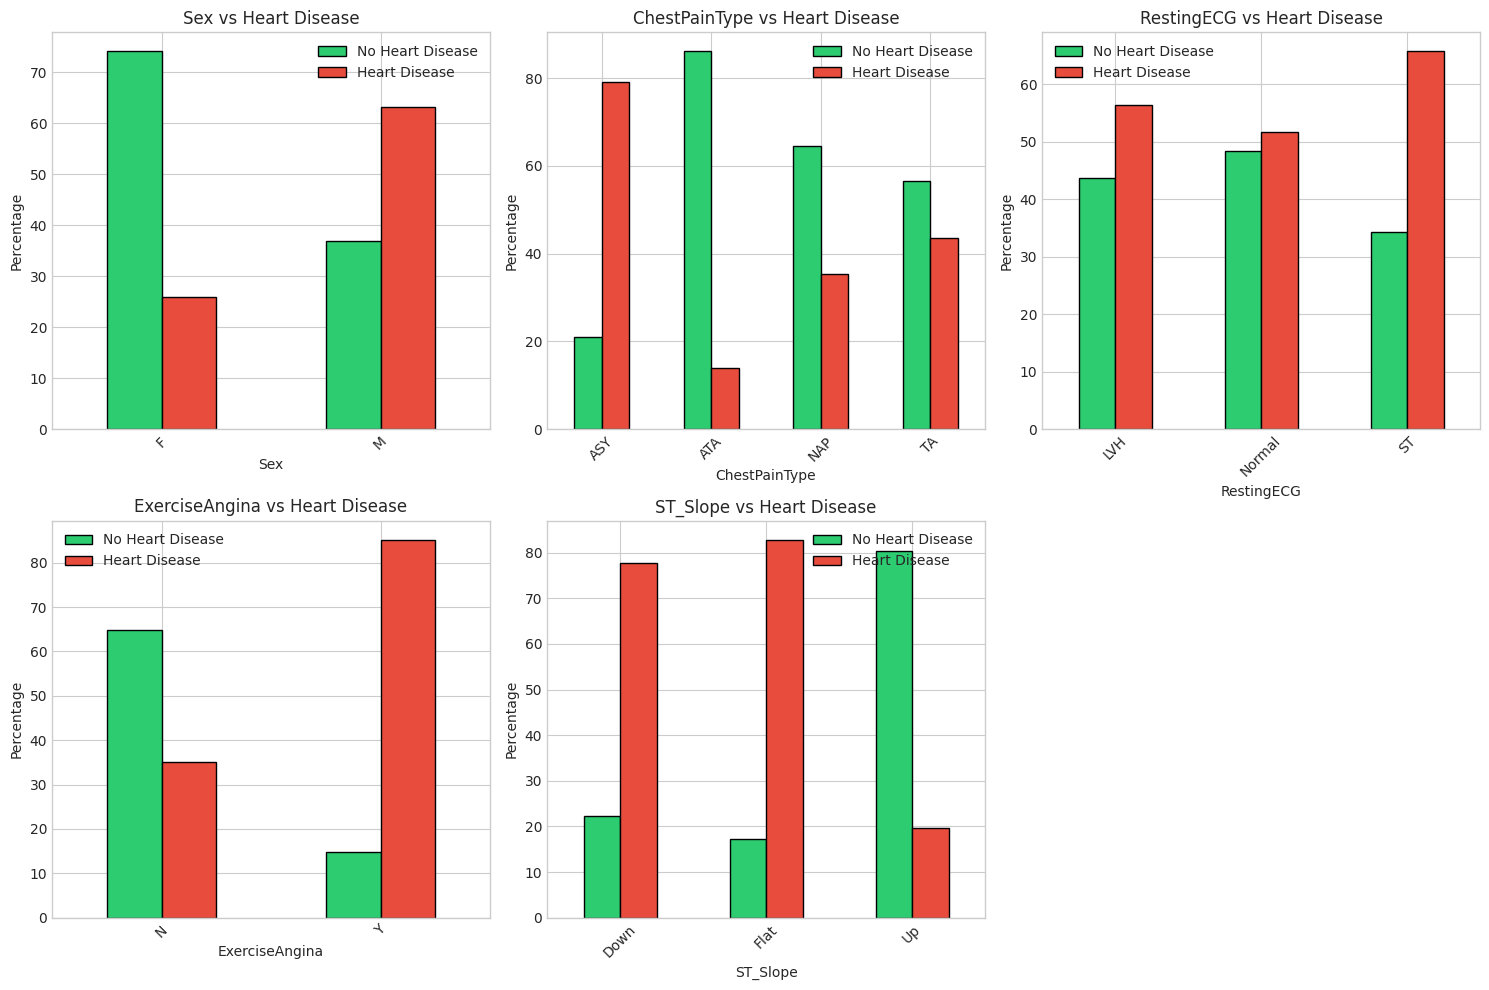 Sex vs Heart Disease
No Heart Disease
Heart Disease
70
60
50
40
30
20
10
0
Percentage
F
M
Sex
ChestPainType vs Heart Disease
No Heart Disease
Heart Disease
80
60
40
20
0
Percentage
ASY
ATA
NAP
TA
ChestPainType
RestingECG vs Heart Disease
No Heart Disease
Heart Disease
60
50
40
30
20
10
0
Percentage
LVH
Normal
ST
RestingECG
ExerciseAngina vs Heart Disease
No Heart Disease
Heart Disease
80
70
60
50
40
30
20
10
0
Percentage
N
Y
ExerciseAngina
ST_Slope vs Heart Disease
No Heart Disease
Heart Disease
80
70
60
50
40
30
20
10
0
Percentage
Down
Flat
Up
ST_Slope